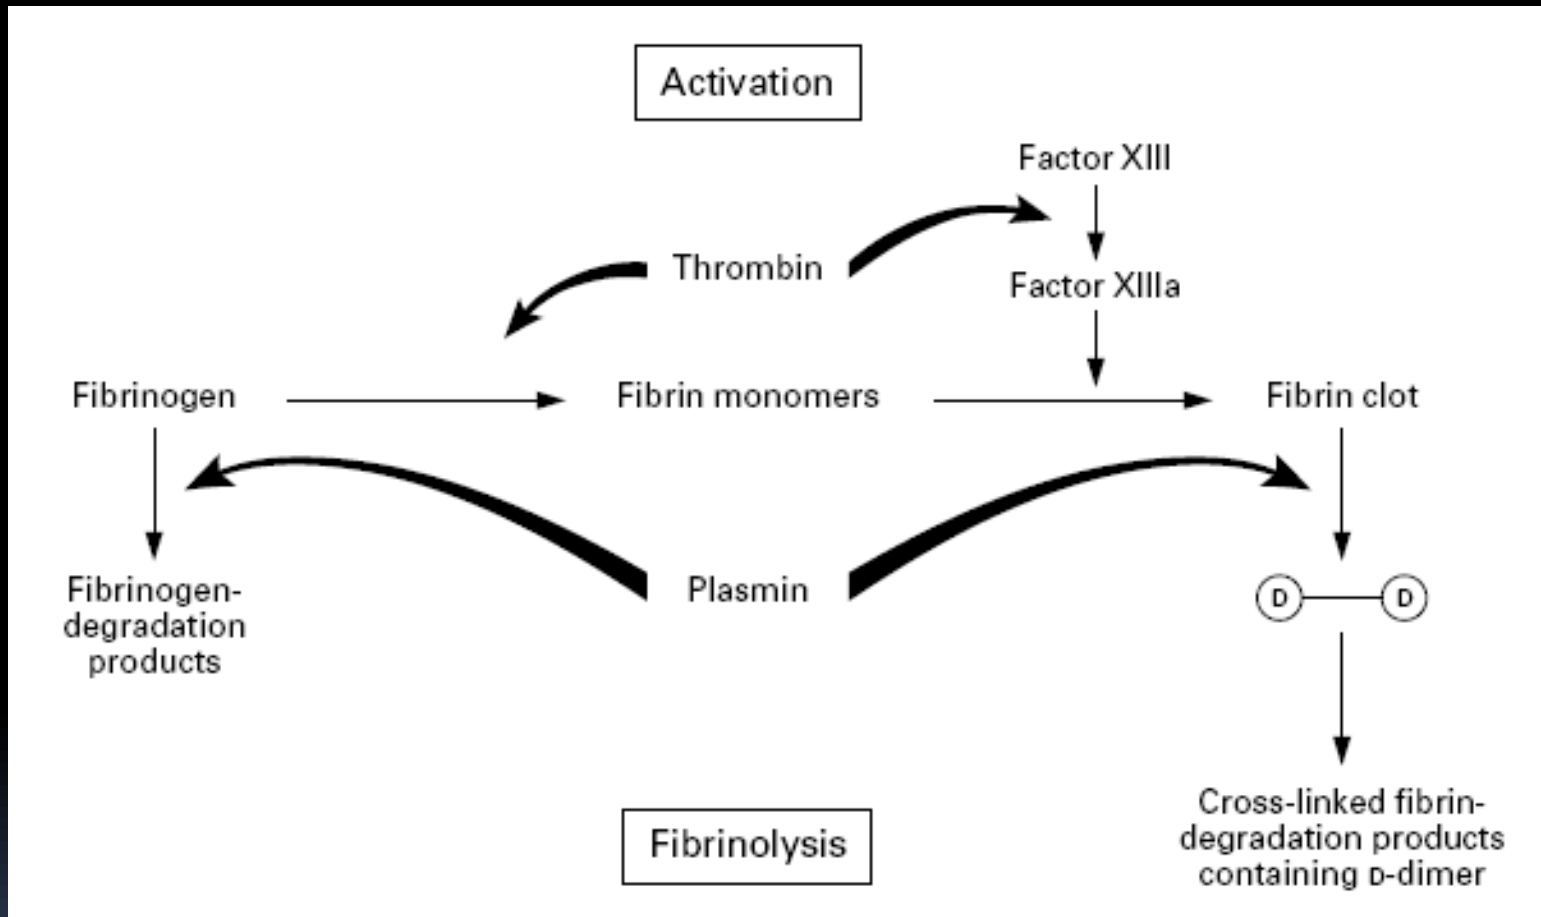 Activation
Factor XIII
Thrombin
Factor XIIIa
Fibrinogen
Fibrin monomers
Fibrin clot
Fibrinogen-
degradation
products
Plasmin
D
D
Cross-linked fibrin-
degradation products
containing D-dimer
Fibrinolysis